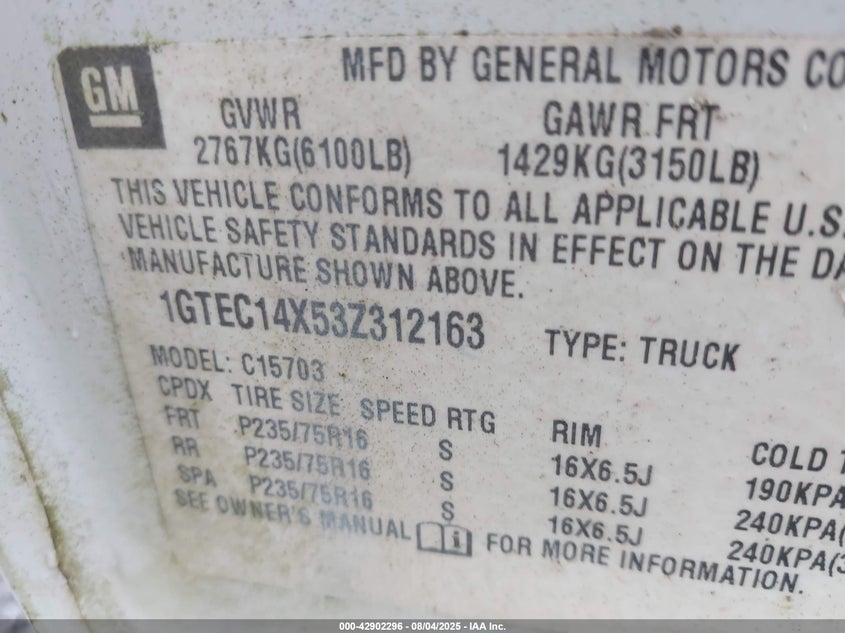 GM
MFD BY GENERAL MOTORS CO
GVWR GAWR FRT
2767KG(6100LB) 1429KG(3150LB)
THIS VEHICLE CONFORMS TO ALL APPLICABLE U.S.
VEHICLE SAFETY STANDARDS IN EFFECT ON THE DA
MANUFACTURE SHOWN ABOVE.
1GTEC14X53Z312163 TYPE: TRUCK
MODEL: C15703
CPDX TIRE SIZE SPEED RTG RIM COLD T
FRT P235/75R16 S 16X6.5J 190KPA
RR P235/75R16 S 16X6.5J 240KPA(
SPA P235/75R16 S 16X6.5J 240KPA(3
SEE OWNER'S MANUAL i FOR MORE INFORMATION.
000-42902296 - 08/04/2025 - IAA Inc.